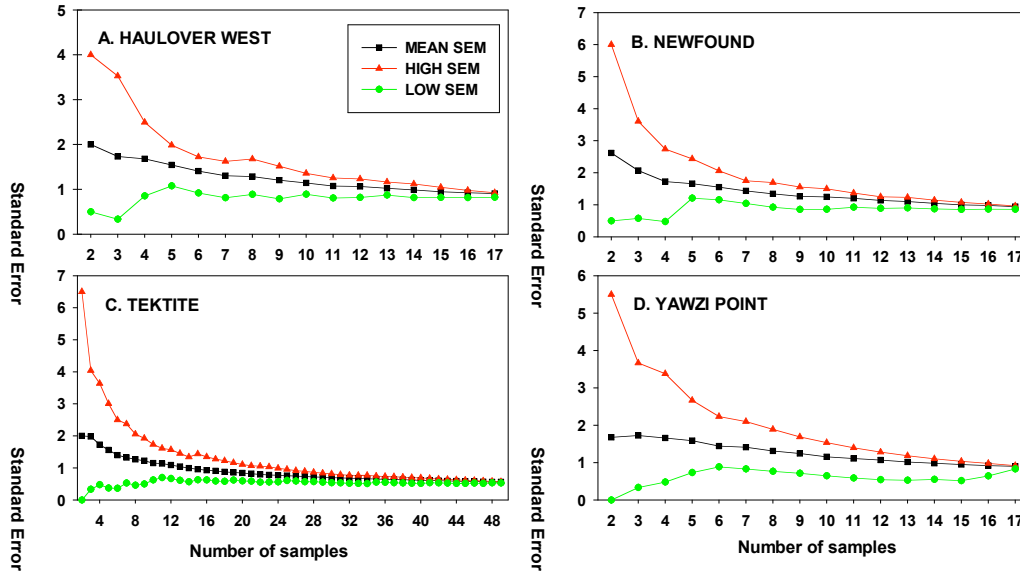 A. HAULOVER WEST
MEAN SEM
HIGH SEM
LOW SEM
5
4
3
2
1
0
2 3 4 5 6 7 8 9 10 11 12 13 14 15 16 17
Standard Error
B. NEWFOUND
7
6
5
4
3
2
1
0
2 3 4 5 6 7 8 9 10 11 12 13 14 15 16 17
Standard Error
C. TEKTITE
7
6
5
4
3
2
1
0
4 8 12 16 20 24 28 32 36 40 44 48
Standard Error
Number of samples
D. YAWZI POINT
6
5
4
3
2
1
0
2 3 4 5 6 7 8 9 10 11 12 13 14 15 16 17
Standard Error
Number of samples